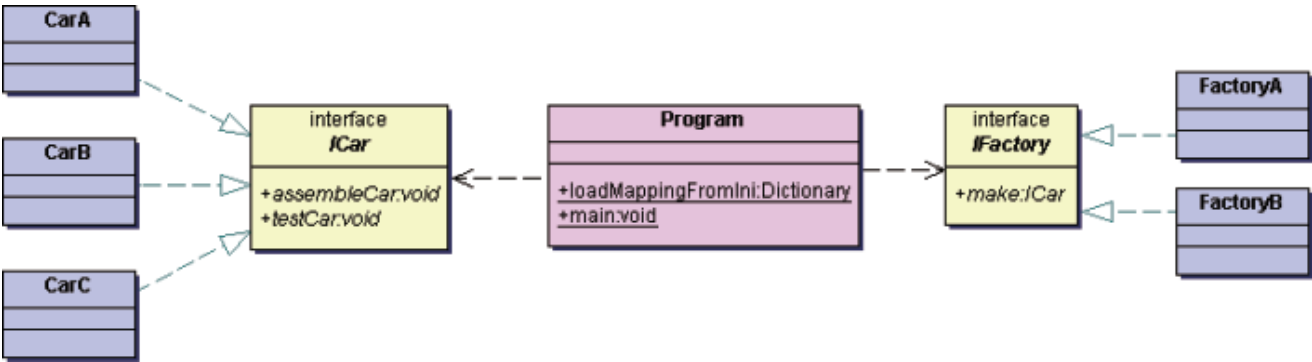 CarA
CarB
CarC
interface
ICar
+assembleCar:void
+testCar:void
Program
+loadMappingFromIni:Dictionary
+main:void
interface
IFactory
+make:ICar
FactoryA
FactoryB